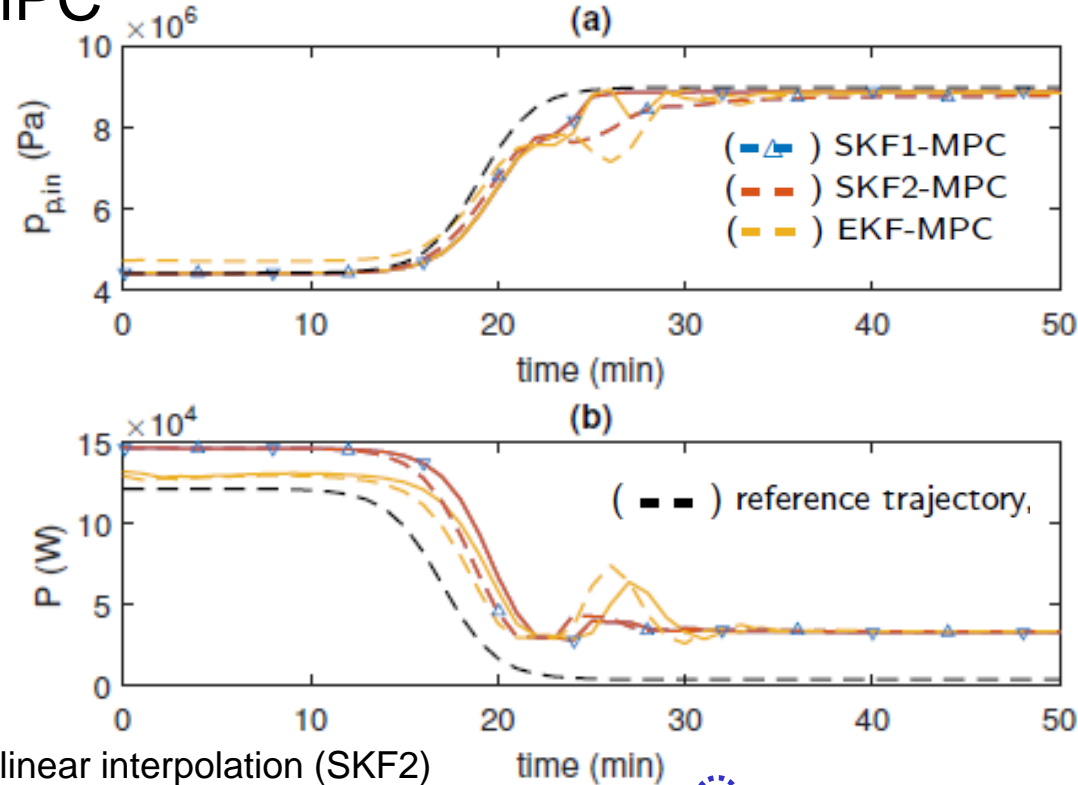 MPC
(a)
×10⁶
10
8
6
4
p_{p,in} (Pa)
( ) SKF1-MPC
( ) SKF2-MPC
( ) EKF-MPC
0 10 20 30 40 50
time (min)
(b)
×10⁴
15
10
5
0
P (W)
( ) reference trajectory,
0 10 20 30 40 50
linear interpolation (SKF2)
time (min)